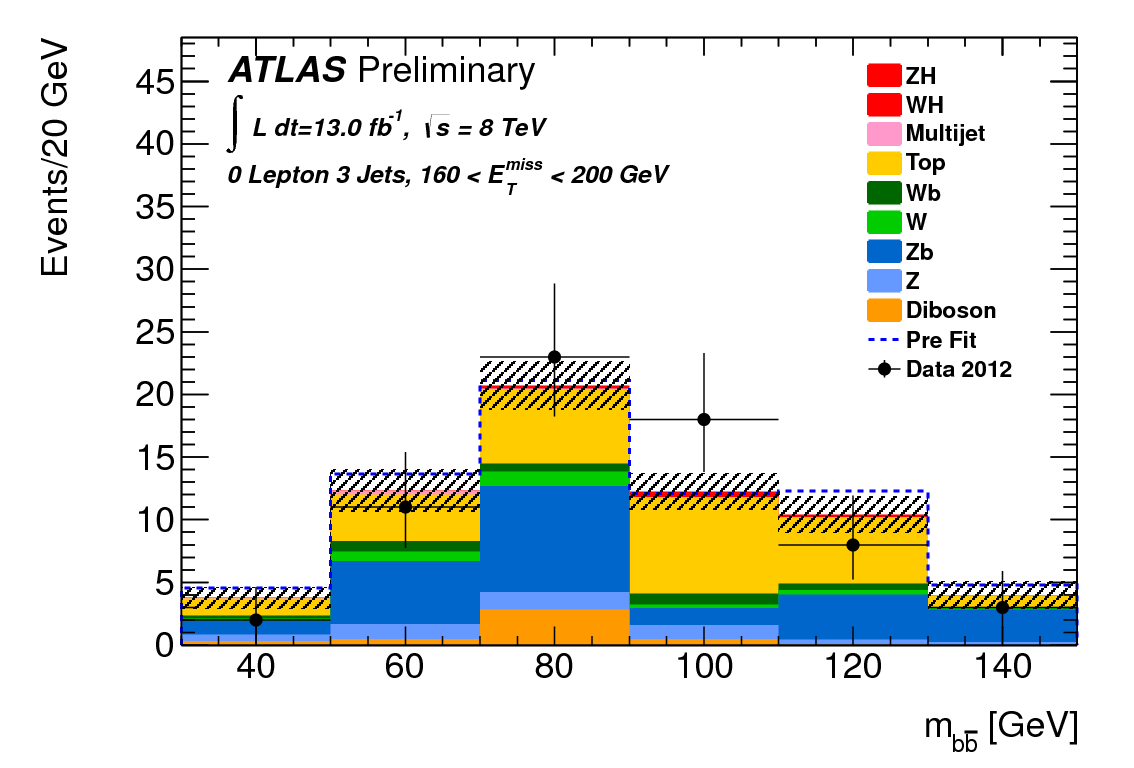 Events/20 GeV
ATLAS Preliminary
∫ L dt=13.0 fb⁻¹, √s = 8 TeV
0 Lepton 3 Jets, 160 < E_T^miss < 200 GeV
ZH
WH
Multijet
Top
Wb
W
Zb
Z
Diboson
Pre Fit
Data 2012
45
40
35
30
25
20
15
10
5
0
40 60 80 100 120 140
m_bb̅ [GeV]